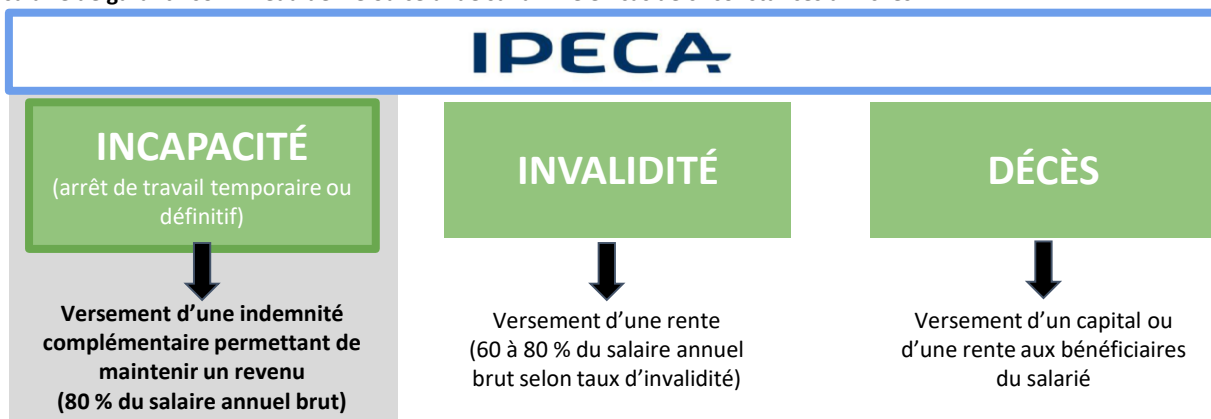 IPECA
INCAPACITÉ
(arrêt de travail temporaire ou
définitif)
INVALIDITÉ
DÉCÈS
Versement d’une indemnité
complémentaire permettant de
maintenir un revenu
(80 % du salaire annuel brut)
Versement d’une rente
(60 à 80 % du salaire annuel
brut selon taux d’invalidité)
Versement d’un capital ou
d’une rente aux bénéficiaires
du salarié